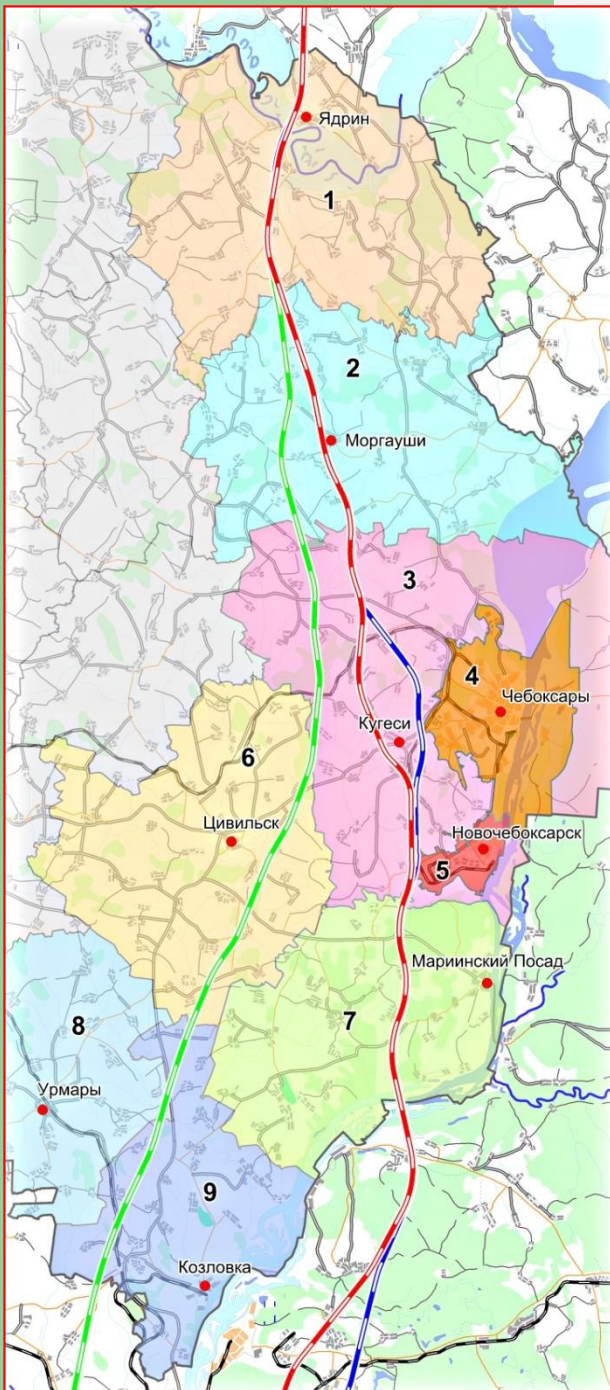 Ядрин
1
2
Моргауши
3
4
Чебоксары
Кугеси
6
Цивильск
Новочебоксарск
5
Мариинский Посад
7
8
Урмары
9
Козловка